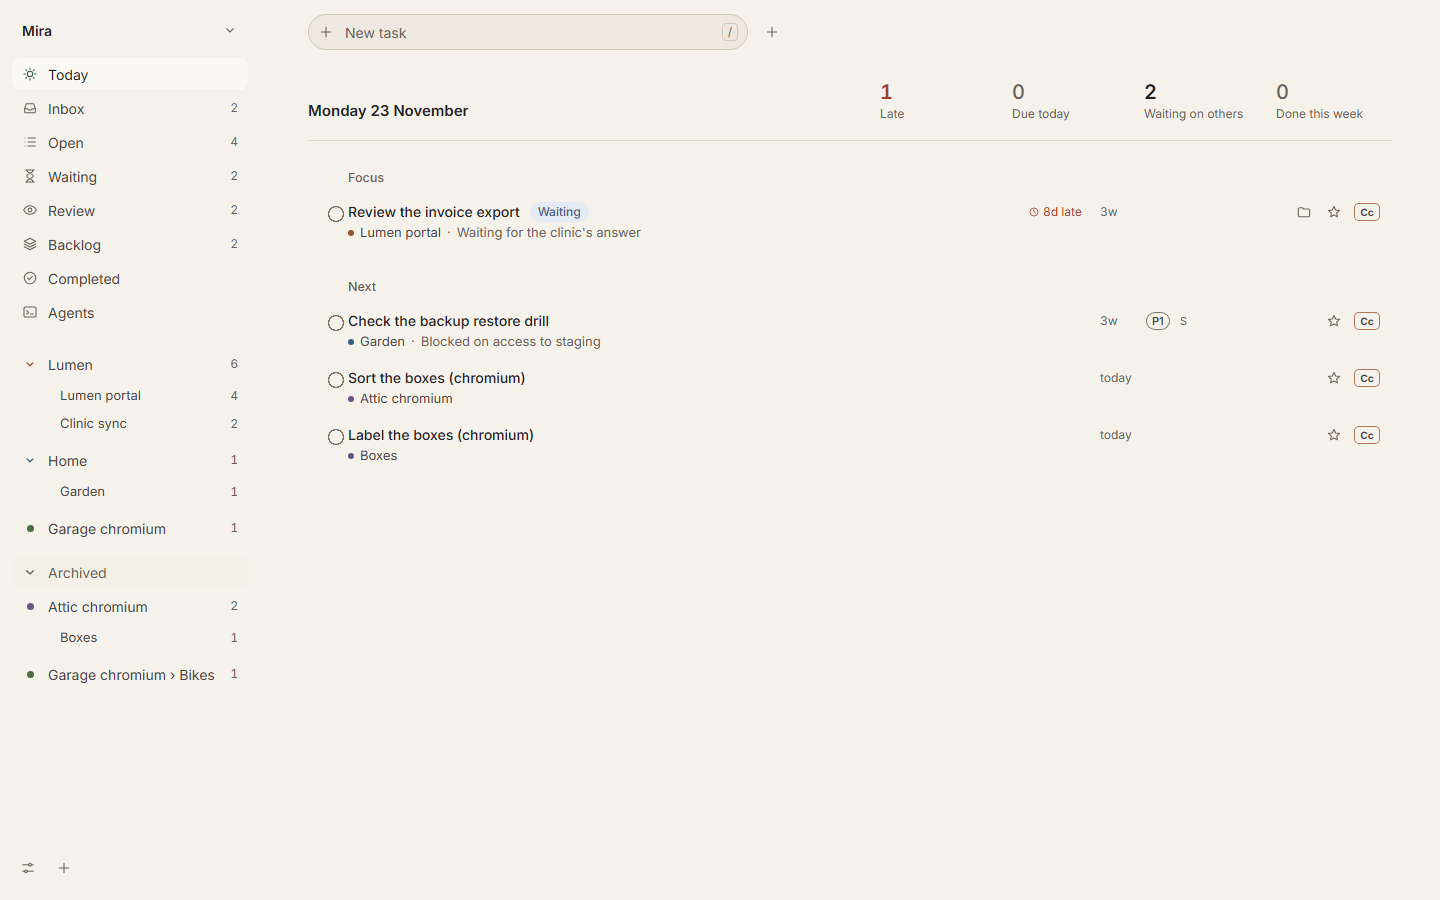 Mira
Today
Inbox 2
Open 4
Waiting 2
Review 2
Backlog 2
Completed
Agents
Lumen 6
Lumen portal 4
Clinic sync 2
Home 1
Garden 1
Garage chromium 1
Archived
Attic chromium 2
Boxes 1
Garage chromium › Bikes 1
New task /
Monday 23 November
1 Late
0 Due today
2 Waiting on others
0 Done this week
Focus
Review the invoice export Waiting 8d late 3w Cc
Lumen portal · Waiting for the clinic's answer
Next
Check the backup restore drill 3w P1 S Cc
Garden · Blocked on access to staging
Sort the boxes (chromium) today Cc
Attic chromium
Label the boxes (chromium) today Cc
Boxes